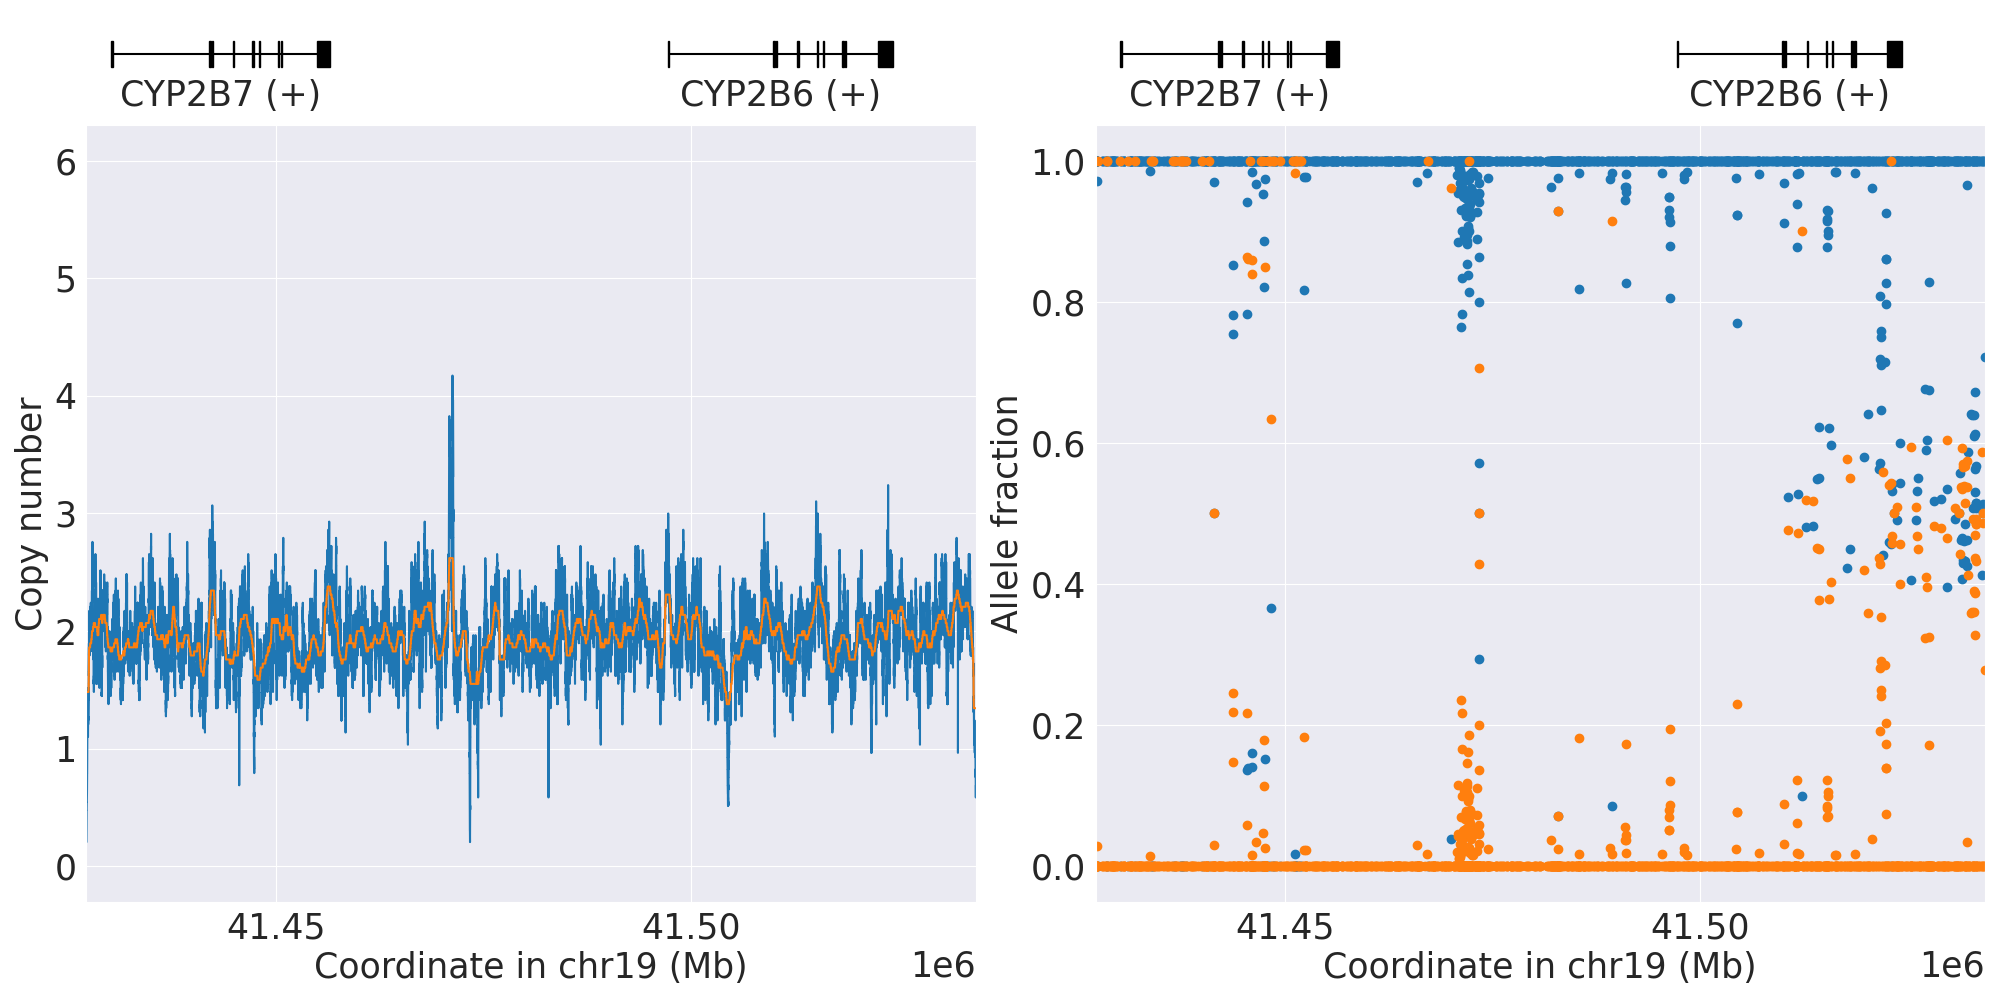 CYP2B7 (+) CYP2B6 (+)
6
5
4
3
2
1
0
Copy number
41.45 41.50
Coordinate in chr19 (Mb) 1e6
CYP2B7 (+) CYP2B6 (+)
1.0
0.8
0.6
0.4
0.2
0.0
Allele fraction
41.45 41.50
Coordinate in chr19 (Mb) 1e6